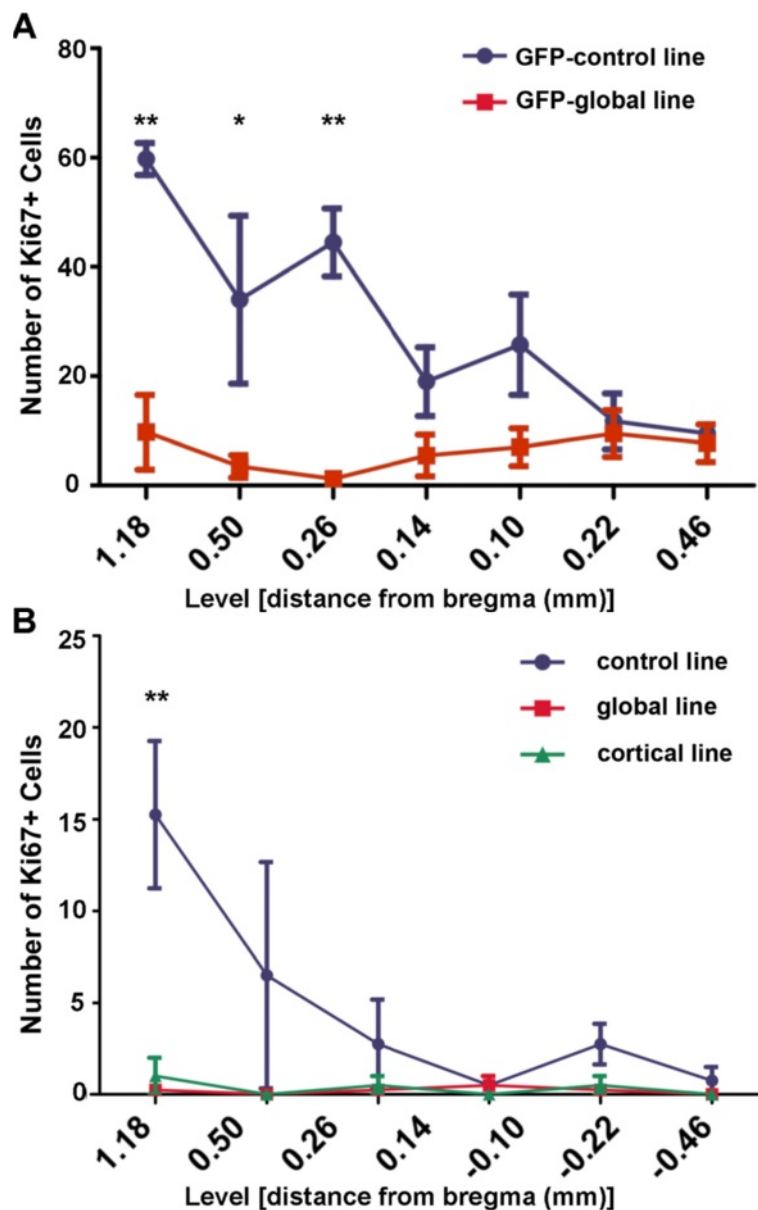 A
80
60
40
20
0
Number of Ki67+ Cells
GFP-control line
GFP-global line
** * **
1.18 0.50 0.26 0.14 0.10 0.22 0.46
Level [distance from bregma (mm)]
B
25
20
15
10
5
0
Number of Ki67+ Cells
control line
global line
cortical line
**
1.18 0.50 0.26 0.14 -0.10 -0.22 -0.46
Level [distance from bregma (mm)]